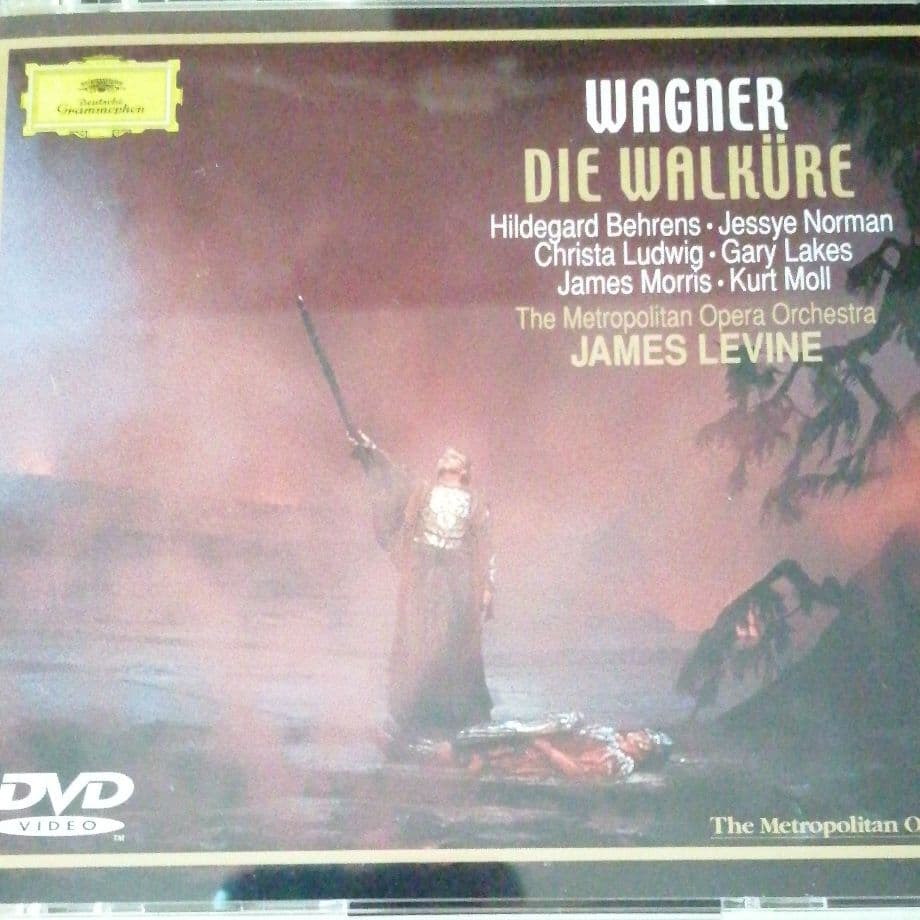 Deutsche
Grammophon
WAGNER
DIE WALKÜRE
Hildegard Behrens · Jessye Norman
Christa Ludwig · Gary Lakes
James Morris · Kurt Moll
The Metropolitan Opera Orchestra
JAMES LEVINE
DVD
VIDEO
TM
The Metropolitan O